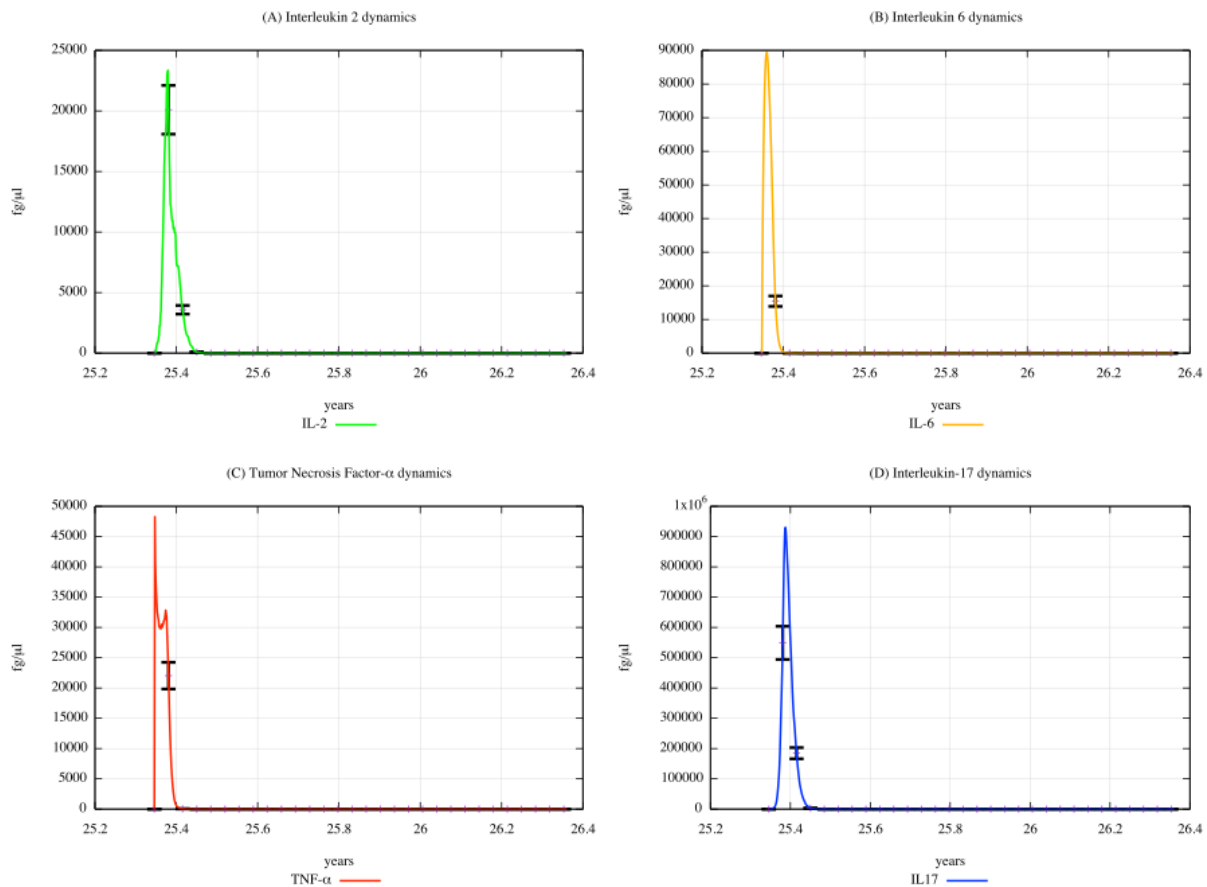 (A) Interleukin 2 dynamics
25000
20000
15000
10000
5000
0
fg/µl
25.2 25.4 25.6 25.8 26 26.2 26.4
years
IL-2
(B) Interleukin 6 dynamics
90000
80000
70000
60000
50000
40000
30000
20000
10000
0
fg/µl
25.2 25.4 25.6 25.8 26 26.2 26.4
years
IL-6
(C) Tumor Necrosis Factor-α dynamics
50000
45000
40000
35000
30000
25000
20000
15000
10000
5000
0
fg/µl
25.2 25.4 25.6 25.8 26 26.2 26.4
years
TNF-α
(D) Interleukin-17 dynamics
1x10⁶
900000
800000
700000
600000
500000
400000
300000
200000
100000
0
fg/µl
25.2 25.4 25.6 25.8 26 26.2 26.4
years
IL17